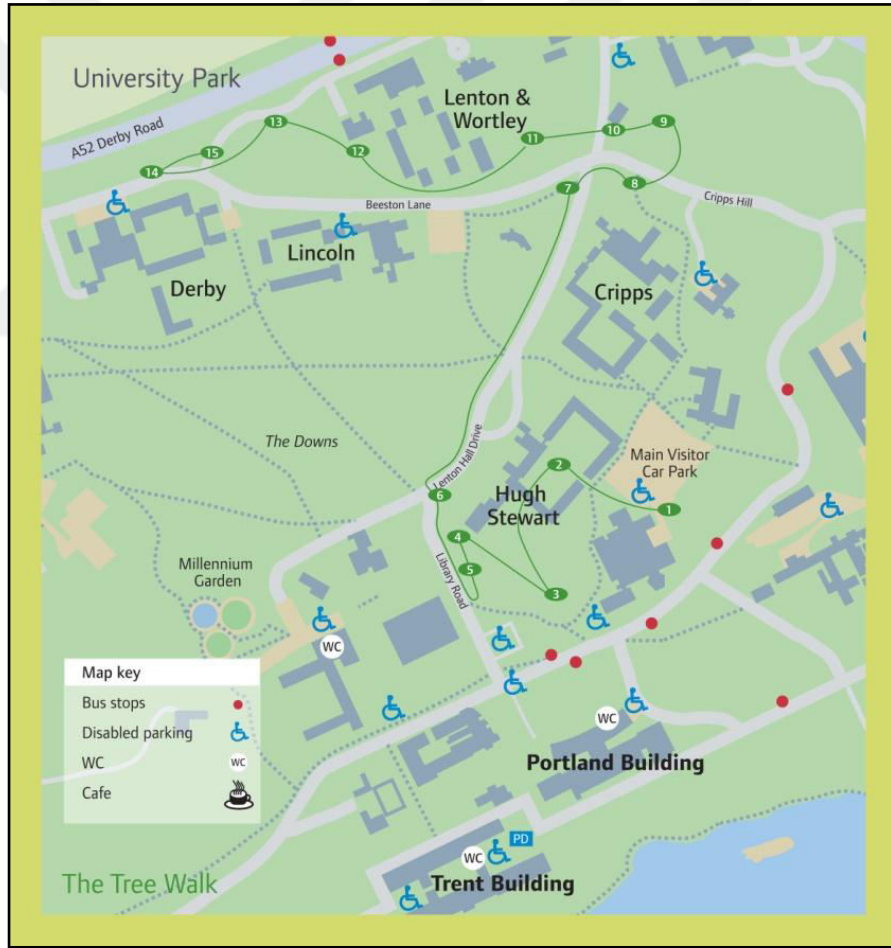 University Park
A52 Derby Road
Lenton &
Wortley
13
15
14
12
11
10
9
7
8
Beeston Lane
Cripps Hill
Derby
Lincoln
Cripps
The Downs
Lenton Hall Drive
Main Visitor
Car Park
2
1
6
Hugh
Stewart
4
5
3
Library Road
Millennium
Garden
WC
Map key
Bus stops
Disabled parking
WC
WC
Cafe
WC
Portland Building
PD
WC
Trent Building
The Tree Walk